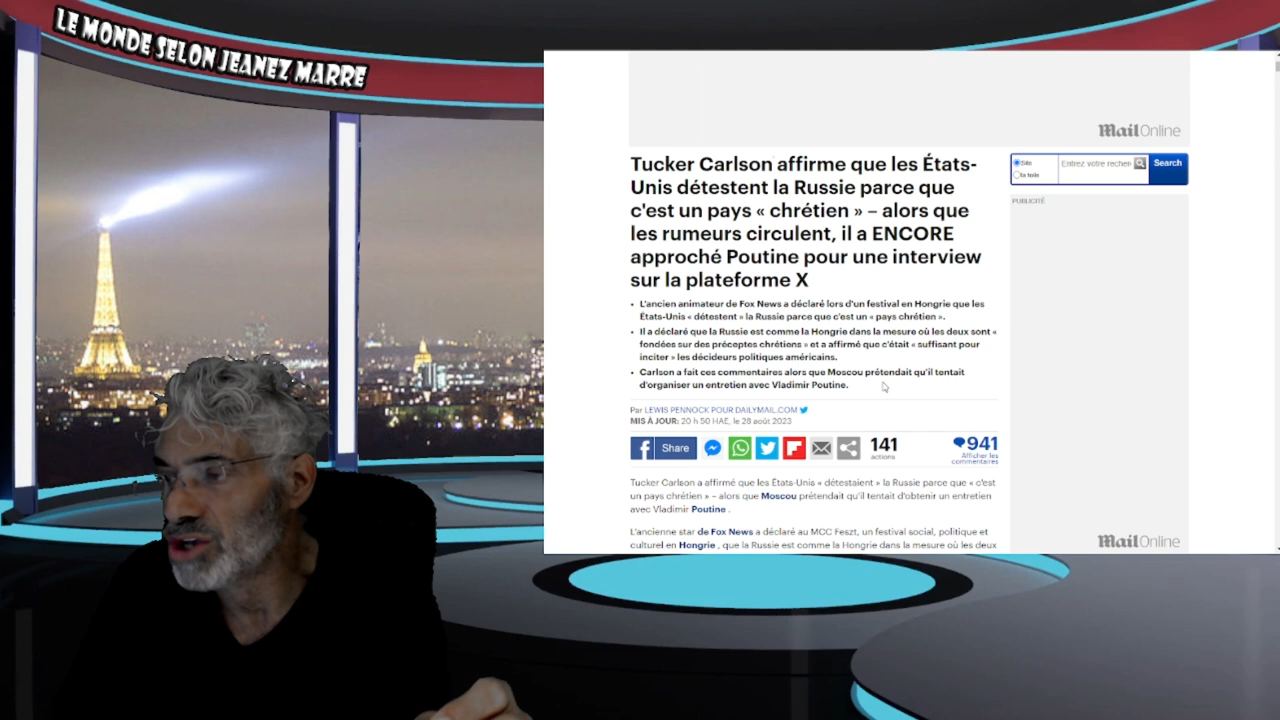 LE MONDE SELON JEANEZ MARRE
MailOnline
Tucker Carlson affirme que les États-
Unis détestent la Russie parce que
c'est un pays « chrétien » – alors que
les rumeurs circulent, il a ENCORE
approché Poutine pour une interview
sur la plateforme X
Site
la toile
Entrez votre recher
Search
PUBLICITÉ
• L'ancien animateur de Fox News a déclaré lors d'un festival en Hongrie que les
États-Unis « détestent » la Russie parce que c'est un « pays chrétien ».
• Il a déclaré que la Russie est comme la Hongrie dans la mesure où les deux sont «
fondées sur des préceptes chrétiens » et a affirmé que c'était « suffisant pour
inciter » les décideurs politiques américains.
• Carlson a fait ces commentaires alors que Moscou prétendait qu'il tentait
d'organiser un entretien avec Vladimir Poutine.
Par LEWIS PENNOCK POUR DAILYMAIL.COM
MIS À JOUR: 20 h 50 HAE, le 28 août 2023
Share
141
actions
941
Afficher les
commentaires
Tucker Carlson a affirmé que les États-Unis « détestaient » la Russie parce que « c'est
un pays chrétien » – alors que Moscou prétendait qu'il tentait d'obtenir un entretien
avec Vladimir Poutine .
L'ancienne star de Fox News a déclaré au MCC Feszt, un festival social, politique et
culturel en Hongrie , que la Russie est comme la Hongrie dans la mesure où les deux
MailOnline